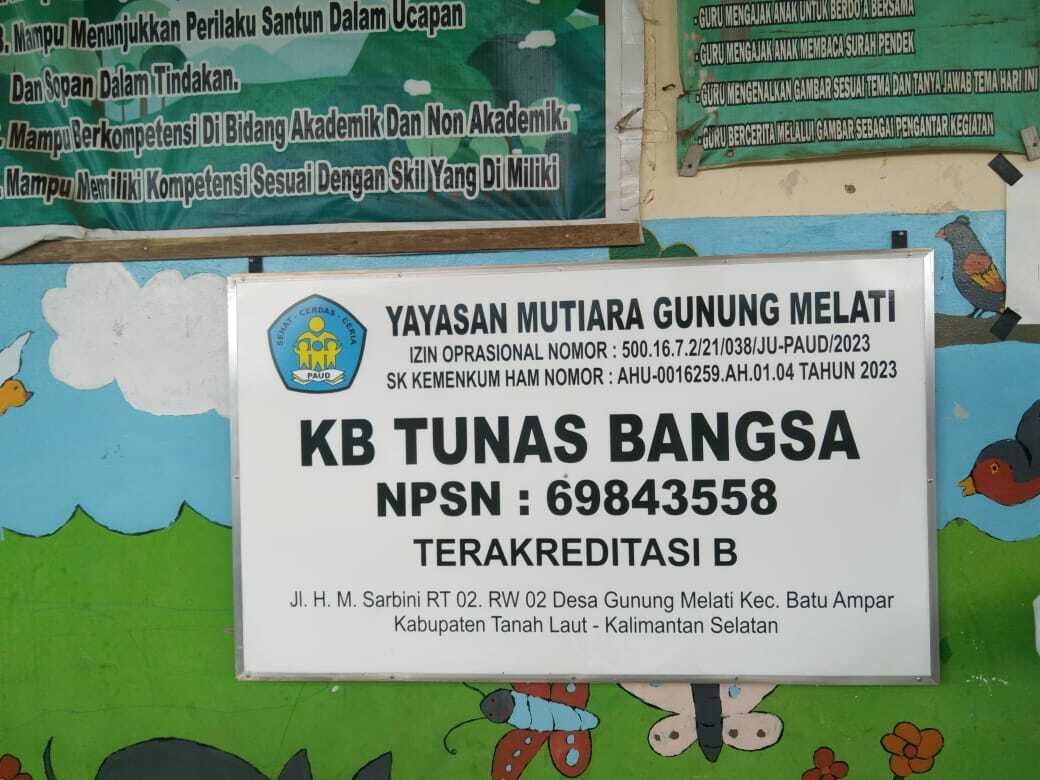 3. Mampu Menunjukkan Perilaku Santun Dalam Ucapan
Dan Sopan Dalam Tindakan.
. Mampu Berkompetensi Di Bidang Akademik Dan Non Akademik.
. Mampu Memiliki Kompetensi Sesuai Dengan Skil Yang Di Miliki
- GURU MENGAJAK ANAK UNTUK BERDO'A BERSAMA
- GURU MENGAJAK ANAK MEMBACA SURAH PENDEK
- GURU MENGENALKAN GAMBAR SESUAI TEMA DAN TANYA JAWAB TEMA HARI INI
- GURU BERCERITA MELALUI GAMBAR SEBAGAI PENGANTAR KEGIATAN
SEHAT - CERDAS - CERIA
PAUD
YAYASAN MUTIARA GUNUNG MELATI
IZIN OPRASIONAL NOMOR : 500.16.7.2/21/038/JU-PAUD/2023
SK KEMENKUM HAM NOMOR : AHU-0016259.AH.01.04 TAHUN 2023
KB TUNAS BANGSA
NPSN : 69843558
TERAKREDITASI B
Jl. H. M. Sarbini RT 02. RW 02 Desa Gunung Melati Kec. Batu Ampar
Kabupaten Tanah Laut - Kalimantan Selatan